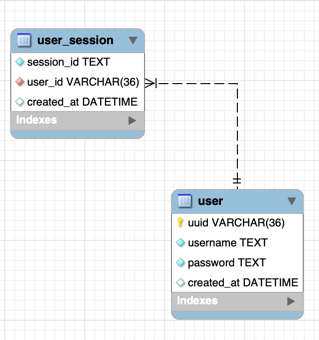 user_session
session_id TEXT
user_id VARCHAR(36)
created_at DATETIME
Indexes
user
uuid VARCHAR(36)
username TEXT
password TEXT
created_at DATETIME
Indexes